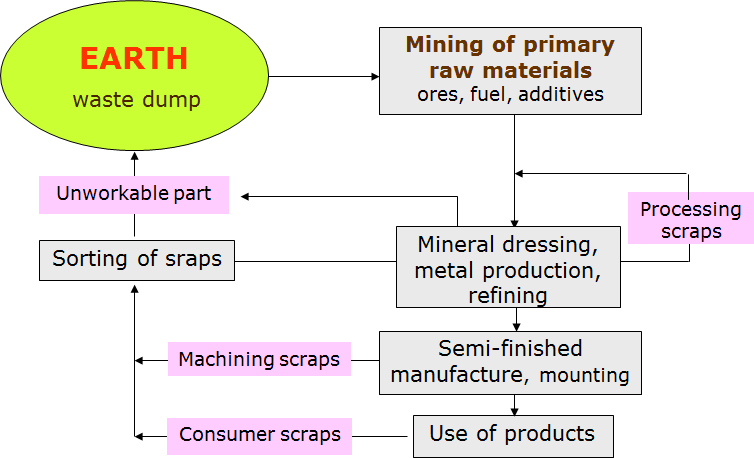 EARTH
waste dump
Mining of primary
raw materials
ores, fuel, additives
Unworkable part
Processing
scraps
Sorting of sraps
Mineral dressing,
metal production,
refining
Machining scraps
Semi-finished
manufacture, mounting
Consumer scraps
Use of products